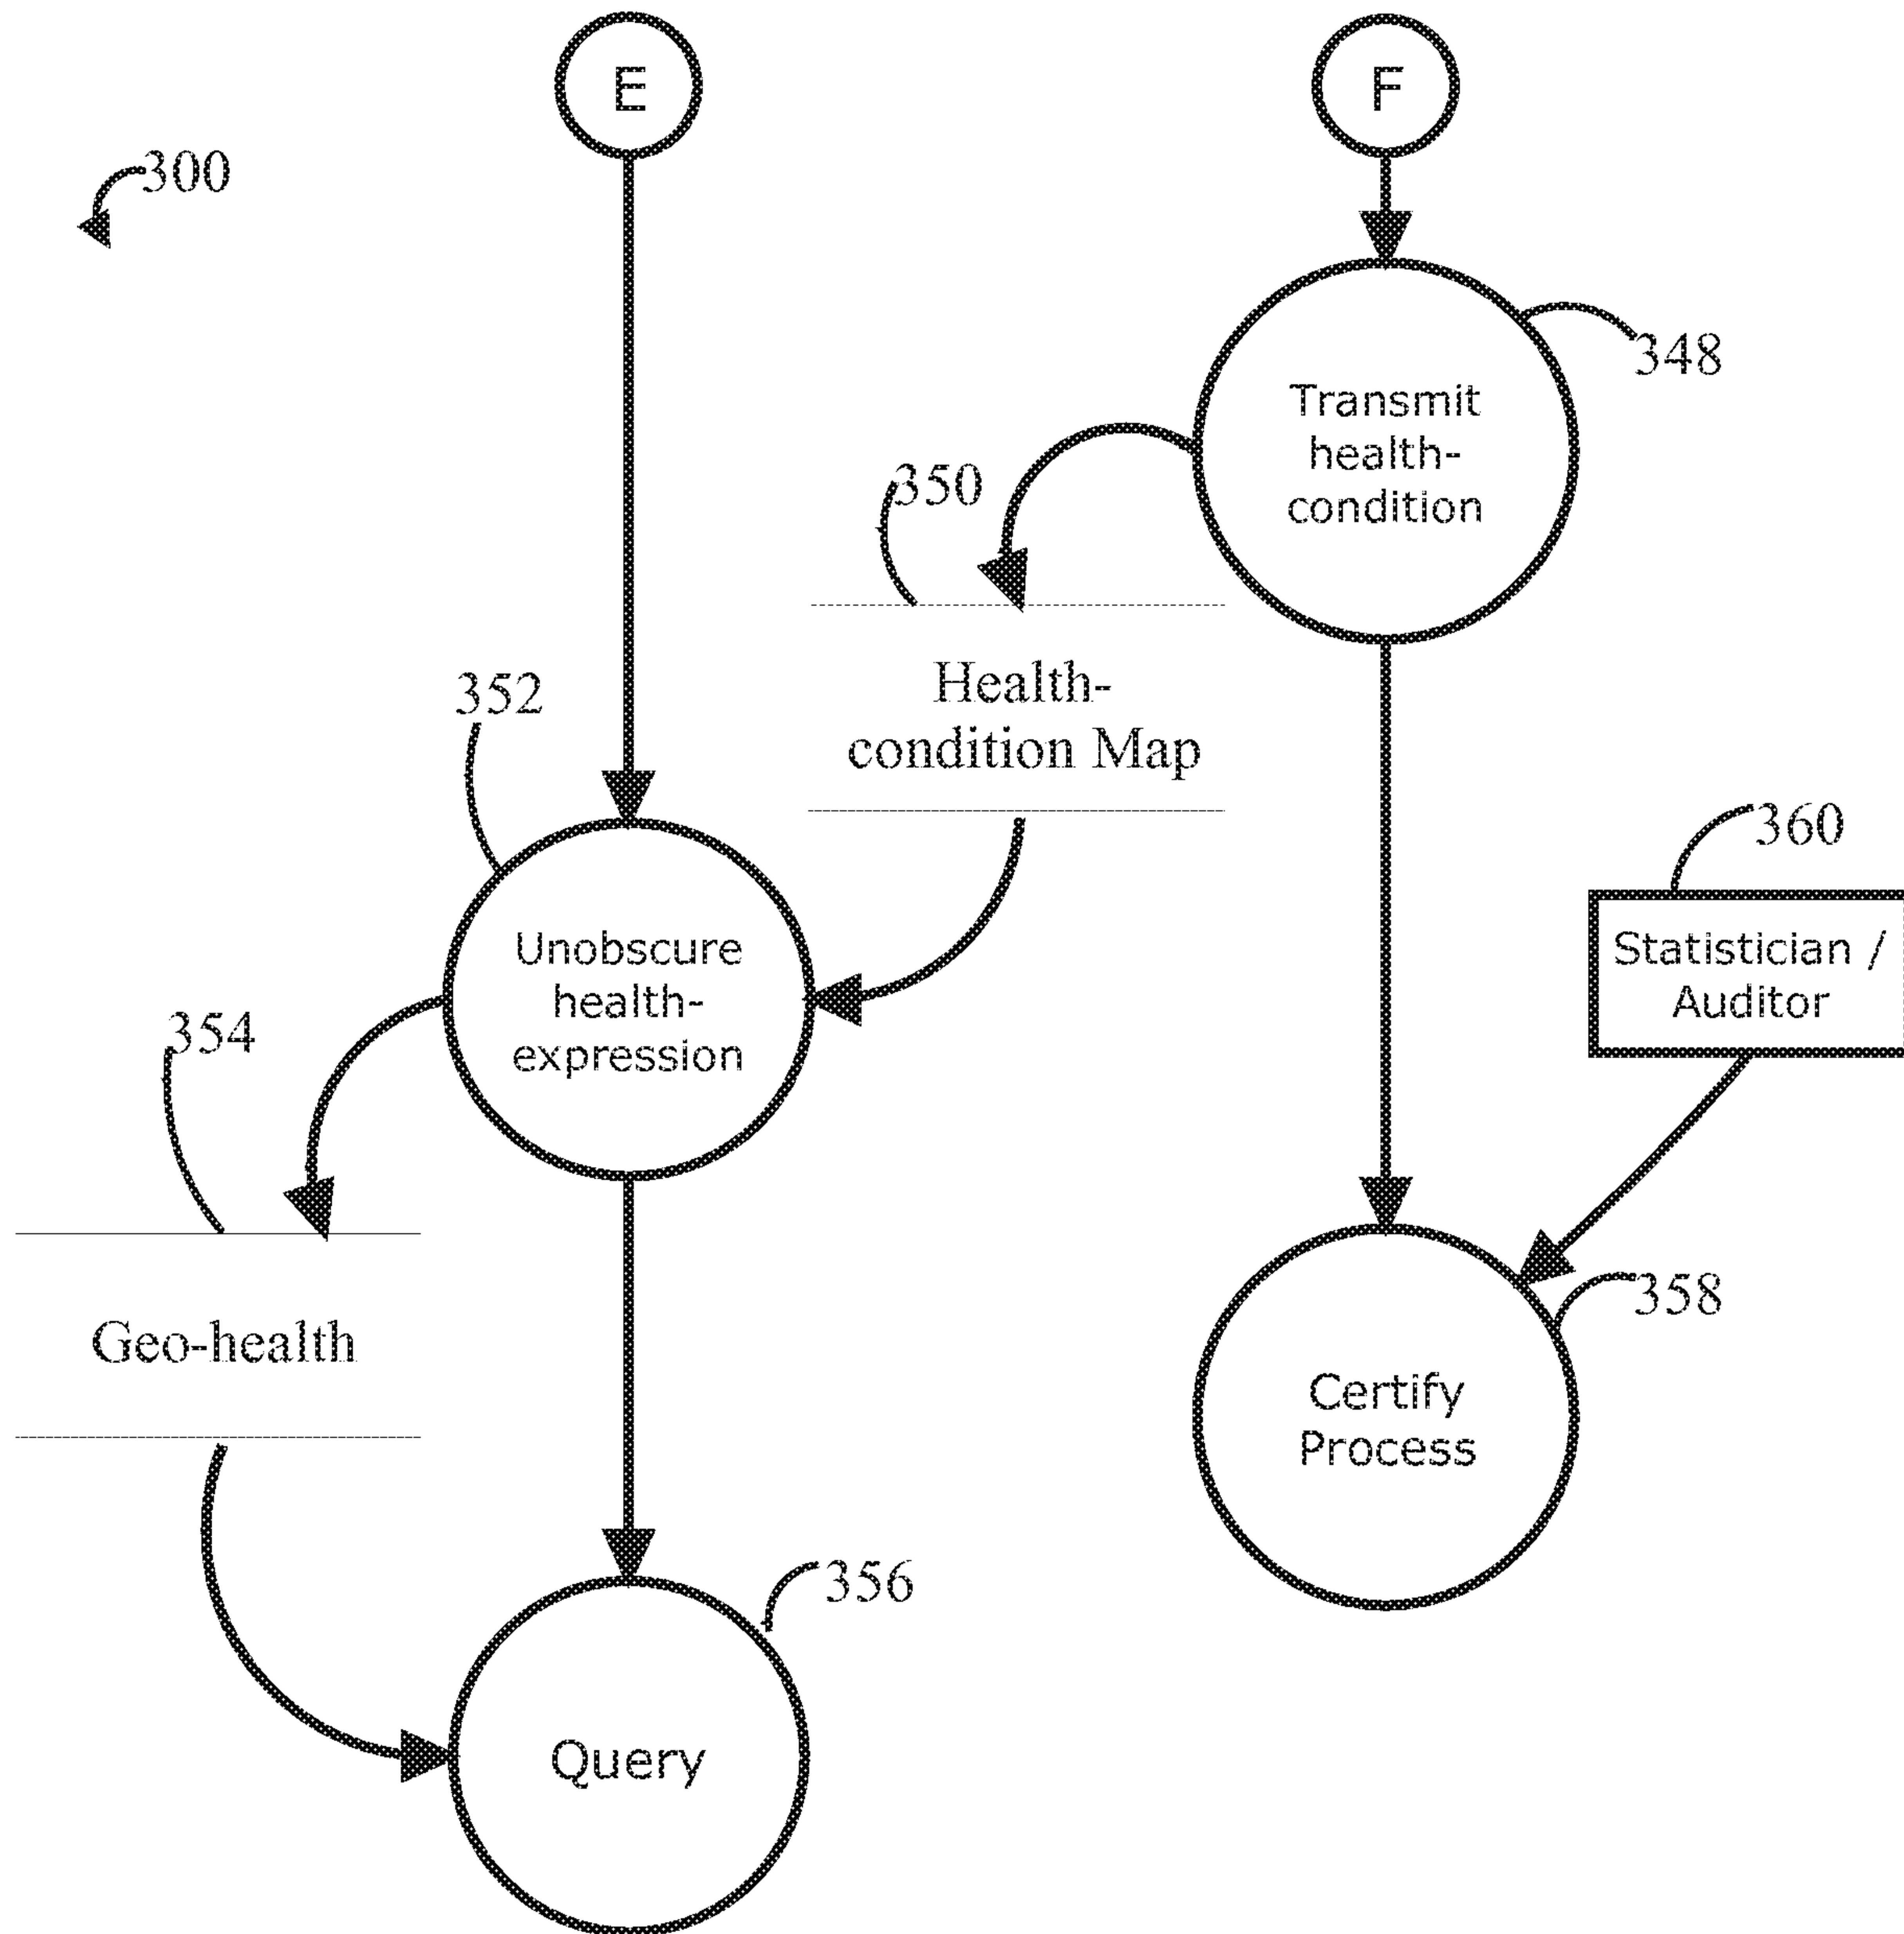 E
F
300
348
Transmit
health-
condition
350
Health-
condition Map
352
360
Statistician /
Auditor
Unobscure
health-
expression
354
358
Geo-health
Certify
Process
356
Query